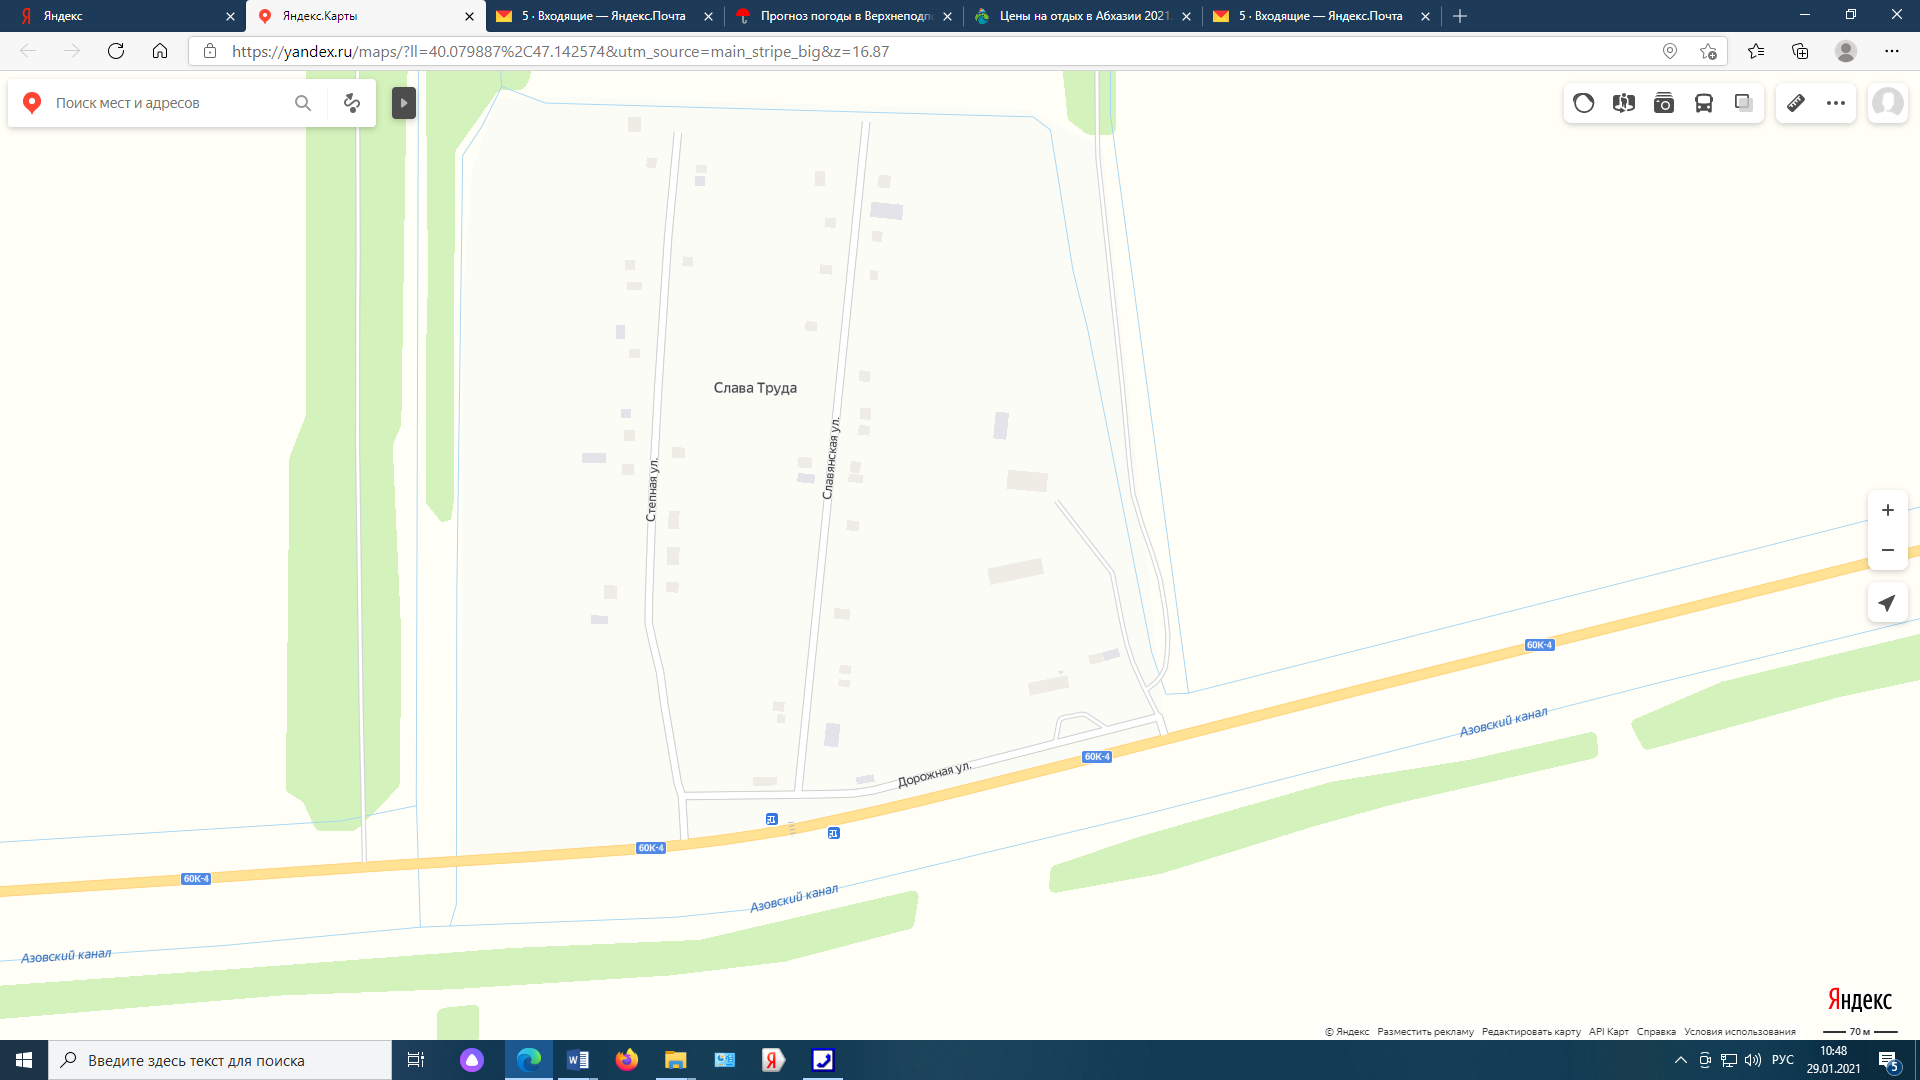 Яндекс
Яндекс.Карты
5 · Входящие — Яндекс.Почта
Прогноз погоды в Верхнеподп
Цены на отдых в Абхазии 2021.
5 · Входящие — Яндекс.Почта
https://yandex.ru/maps/?ll=40.079887%2C47.142574&utm_source=main_stripe_big&z=16.87
Поиск мест и адресов
Слава Труда
Степная ул.
Славянская ул.
Дорожная ул.
60К-4
60К-4
60К-4
60К-4
Азовский канал
Азовский канал
Азовский канал
Яндекс
© Яндекс Разместить рекламу Редактировать карту API Карт Справка Условия использования 70 м
Введите здесь текст для поиска
РУС
10:48
29.01.2021
5